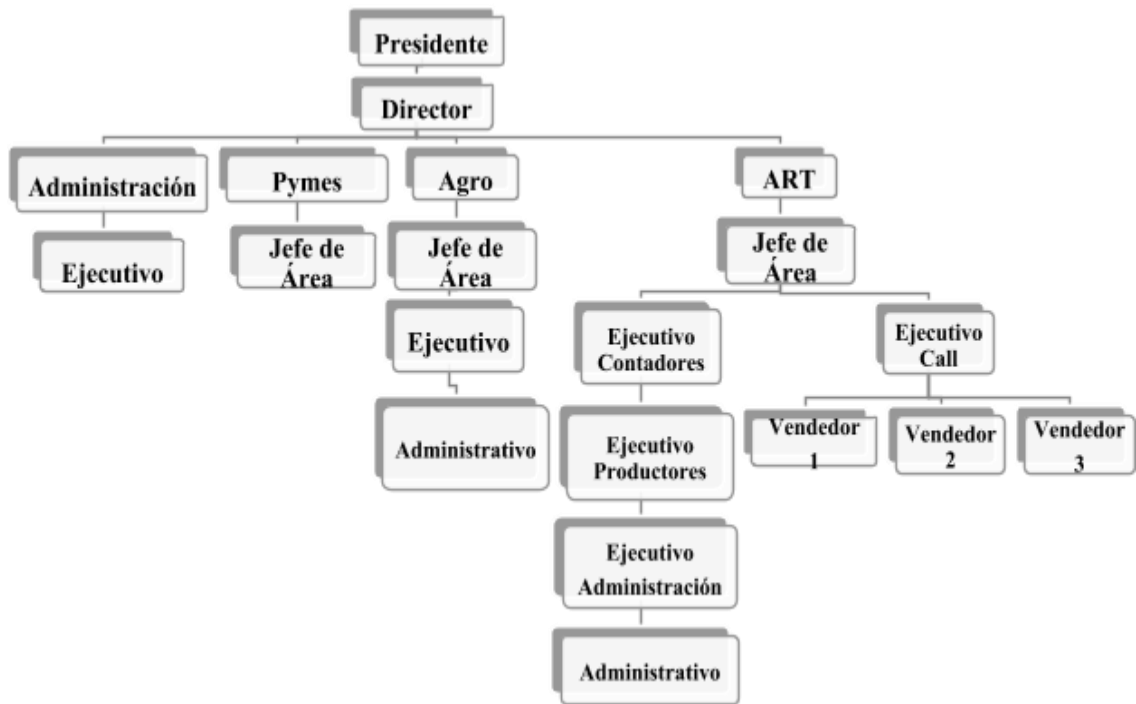 Presidente
Director
Administración
Pymes
Agro
ART
Ejecutivo
Jefe de
Área
Jefe de
Área
Jefe de
Área
Ejecutivo
Ejecutivo
Contadores
Ejecutivo
Call
Administrativo
Ejecutivo
Productores
Vendedor
1
Vendedor
2
Vendedor
3
Ejecutivo
Administración
Administrativo